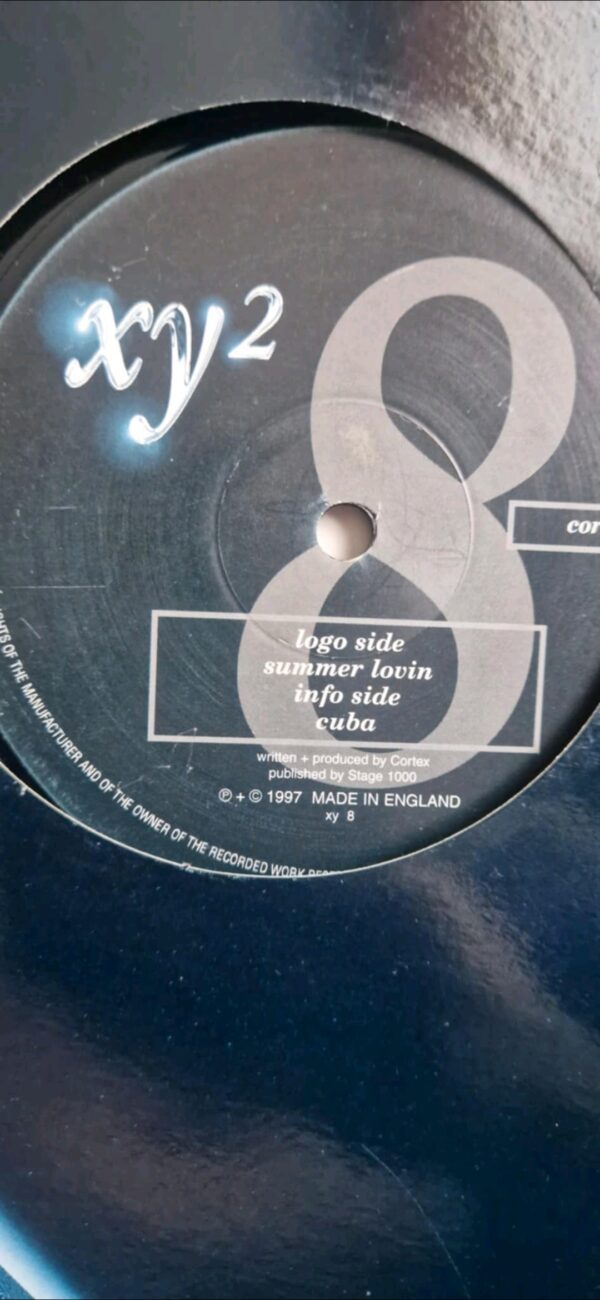 xy2
8
cor
logo side
summer lovin
info side
cuba
written + produced by Cortex
published by Stage 1000
℗ + © 1997 MADE IN ENGLAND
xy 8
OF THE MANUFACTURER AND OF THE OWNER OF THE RECORDED WORK